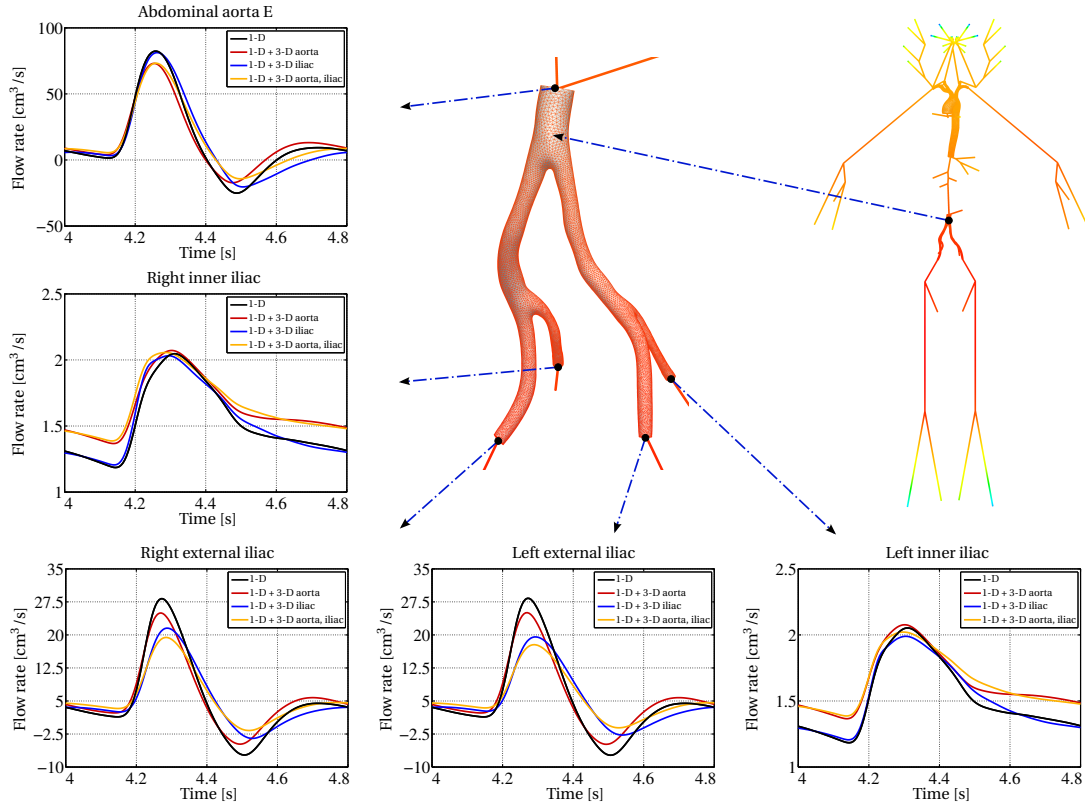 Abdominal aorta E
Flow rate [cm³/s]
100
50
0
−50
1-D
1-D + 3-D aorta
1-D + 3-D iliac
1-D + 3-D aorta, iliac
4 4.2 4.4 4.6 4.8
Time [s]
Right inner iliac
Flow rate [cm³/s]
2.5
2
1.5
1
1-D
1-D + 3-D aorta
1-D + 3-D iliac
1-D + 3-D aorta, iliac
4 4.2 4.4 4.6 4.8
Time [s]
Right external iliac
Flow rate [cm³/s]
35
27.5
20
12.5
5
−2.5
−10
1-D
1-D + 3-D aorta
1-D + 3-D iliac
1-D + 3-D aorta, iliac
4 4.2 4.4 4.6 4.8
Time [s]
Left external iliac
Flow rate [cm³/s]
35
27.5
20
12.5
5
−2.5
−10
1-D
1-D + 3-D aorta
1-D + 3-D iliac
1-D + 3-D aorta, iliac
4 4.2 4.4 4.6 4.8
Time [s]
Left inner iliac
Flow rate [cm³/s]
2.5
2
1.5
1
1-D
1-D + 3-D aorta
1-D + 3-D iliac
1-D + 3-D aorta, iliac
4 4.2 4.4 4.6 4.8
Time [s]